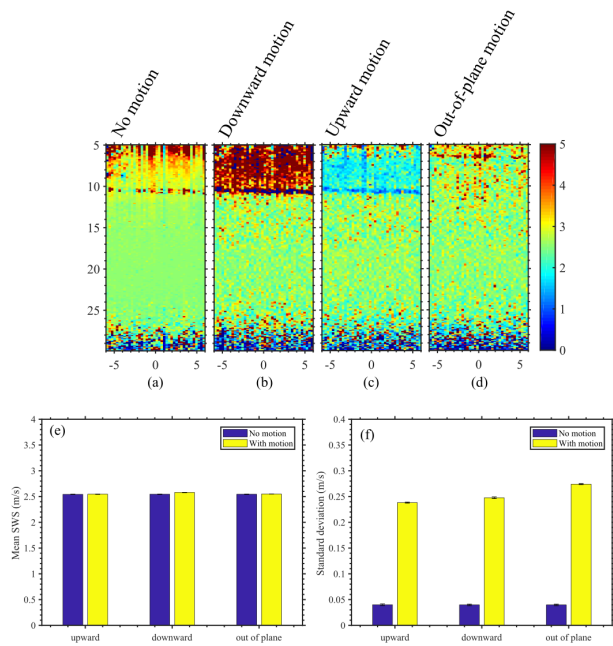 No motion
Downward motion
Upward motion
Out-of-plane motion
5
10
15
20
25
-5 0 5
-5 0 5
-5 0 5
-5 0 5
5
4
3
2
1
0
(a) (b) (c) (d)
(e)
No motion
With motion
Mean SWS (m/s)
4
3.5
3
2.5
2
1.5
1
0.5
0
upward downward out of plane
(f)
No motion
With motion
Standard deviation (m/s)
0.4
0.35
0.3
0.25
0.2
0.15
0.1
0.05
0
upward downward out of plane